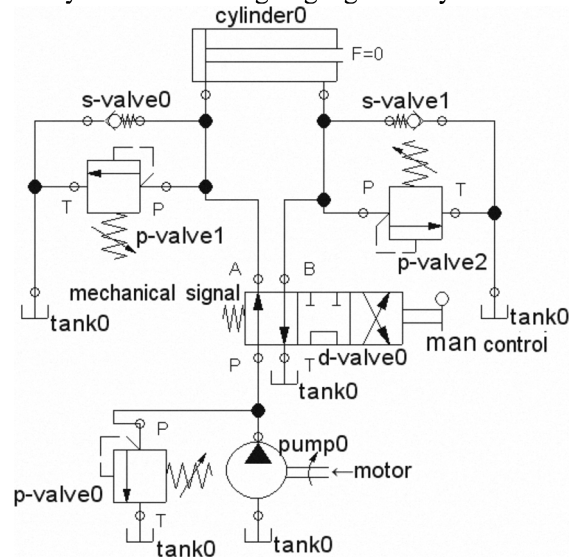 cylinder0
F=0
s-valve0
s-valve1
P
T
T
P
p-valve1
p-valve2
A
B
mechanical signal
tank0
tank0
d-valve0
man control
P
T
tank0
P
pump0
←motor
p-valve0
T
tank0
tank0